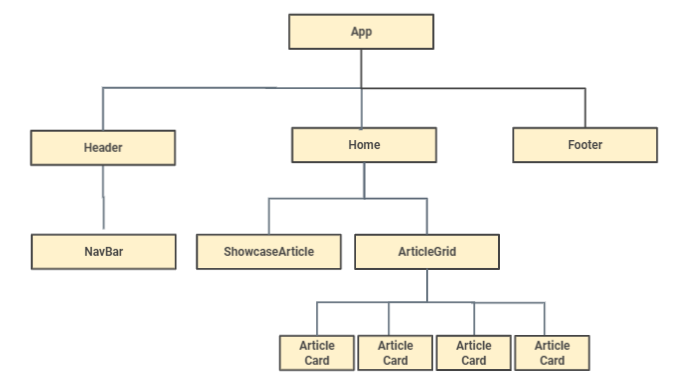 App
Header
Home
Footer
NavBar
ShowcaseArticle
ArticleGrid
Article
Card
Article
Card
Article
Card
Article
Card